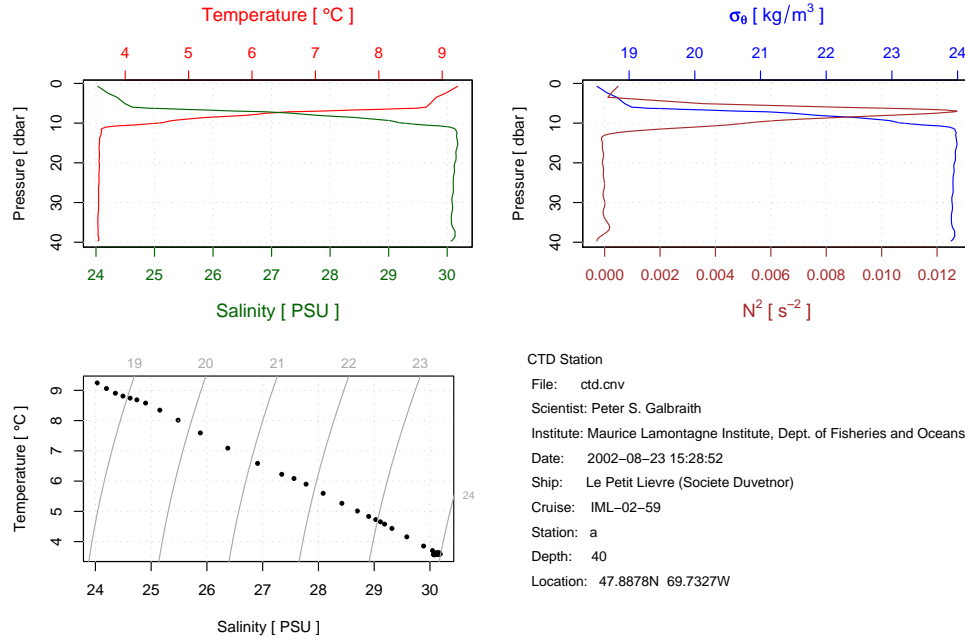 Temperature [ °C ]
4 5 6 7 8 9
Pressure [ dbar ]
0 10 20 30 40
24 25 26 27 28 29 30
Salinity [ PSU ]
σθ [ kg/m³ ]
19 20 21 22 23 24
Pressure [ dbar ]
0 10 20 30 40
0.000 0.002 0.004 0.006 0.008 0.010 0.012
N² [ s⁻² ]
19 20 21 22 23
24
Temperature [ °C ]
4 5 6 7 8 9
24 25 26 27 28 29 30
Salinity [ PSU ]
CTD Station
File: ctd.cnv
Scientist: Peter S. Galbraith
Institute: Maurice Lamontagne Institute, Dept. of Fisheries and Oceans
Date: 2002−08−23 15:28:52
Ship: Le Petit Lievre (Societe Duvetnor)
Cruise: IML−02−59
Station: a
Depth: 40
Location: 47.8878N 69.7327W